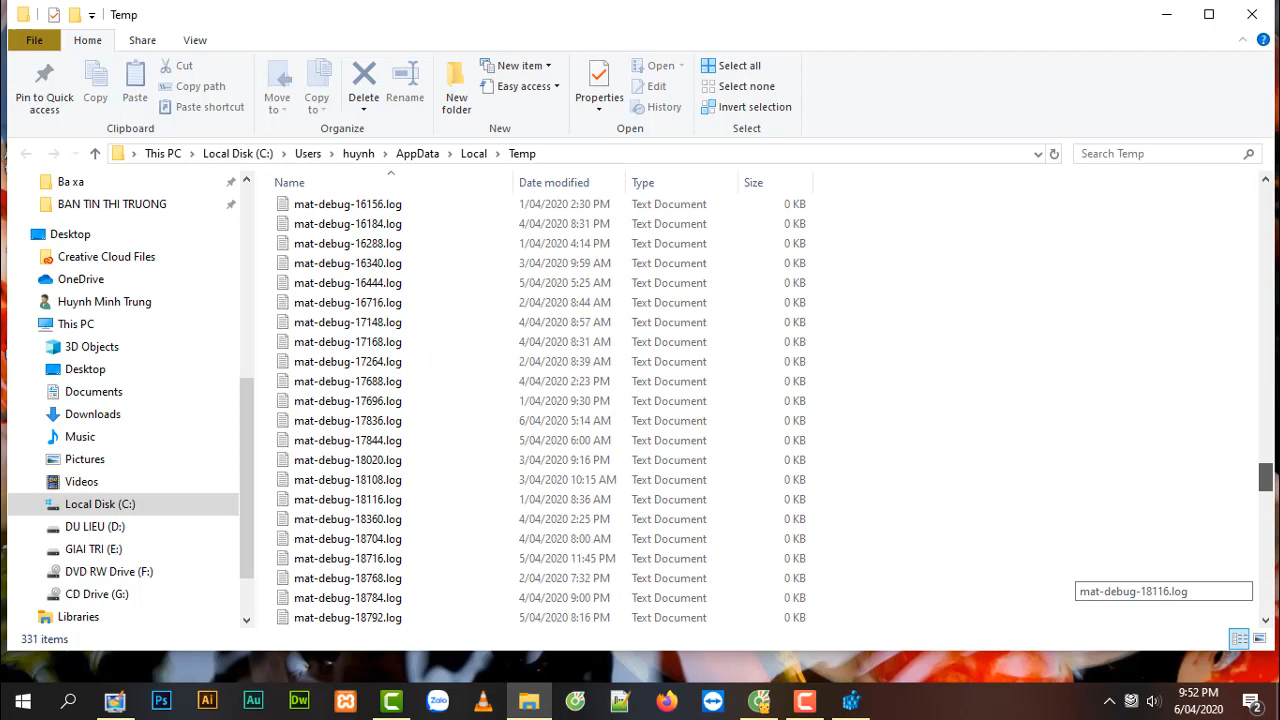 Temp
File Home Share View
Pin to Quick access
Copy
Paste
Cut
Copy path
Paste shortcut
Clipboard
Move to
Copy to
Delete
Rename
Organize
New folder
New item
Easy access
New
Properties
Open
Edit
History
Open
Select all
Select none
Invert selection
Select
This PC Local Disk (C:) Users huynh AppData Local Temp
Search Temp
Ba xa
BAN TIN THI TRUONG
Desktop
Creative Cloud Files
OneDrive
Huynh Minh Trung
This PC
3D Objects
Desktop
Documents
Downloads
Music
Pictures
Videos
Local Disk (C:)
DU LIEU (D:)
GIAI TRI (E:)
DVD RW Drive (F:)
CD Drive (G:)
Libraries
Name Date modified Type Size
mat-debug-16156.log 1/04/2020 2:30 PM Text Document 0 KB
mat-debug-16184.log 4/04/2020 8:31 PM Text Document 0 KB
mat-debug-16288.log 1/04/2020 4:14 PM Text Document 0 KB
mat-debug-16340.log 3/04/2020 9:59 AM Text Document 0 KB
mat-debug-16444.log 5/04/2020 5:25 AM Text Document 0 KB
mat-debug-16716.log 2/04/2020 8:44 AM Text Document 0 KB
mat-debug-17148.log 4/04/2020 8:57 AM Text Document 0 KB
mat-debug-17168.log 4/04/2020 8:31 AM Text Document 0 KB
mat-debug-17264.log 2/04/2020 8:39 AM Text Document 0 KB
mat-debug-17688.log 4/04/2020 2:23 PM Text Document 0 KB
mat-debug-17696.log 1/04/2020 9:30 PM Text Document 0 KB
mat-debug-17836.log 6/04/2020 5:14 AM Text Document 0 KB
mat-debug-17844.log 5/04/2020 6:00 AM Text Document 0 KB
mat-debug-18020.log 3/04/2020 9:16 PM Text Document 0 KB
mat-debug-18108.log 3/04/2020 10:15 AM Text Document 0 KB
mat-debug-18116.log 1/04/2020 8:36 AM Text Document 0 KB
mat-debug-18360.log 4/04/2020 2:25 PM Text Document 0 KB
mat-debug-18704.log 4/04/2020 8:00 AM Text Document 0 KB
mat-debug-18716.log 5/04/2020 11:45 PM Text Document 0 KB
mat-debug-18768.log 2/04/2020 7:32 PM Text Document 0 KB
mat-debug-18784.log 4/04/2020 9:00 PM Text Document 0 KB
mat-debug-18792.log 5/04/2020 8:16 PM Text Document 0 KB
mat-debug-18116.log
331 items
Ps Ai Au Dw Zalo
9:52 PM
6/04/2020
2